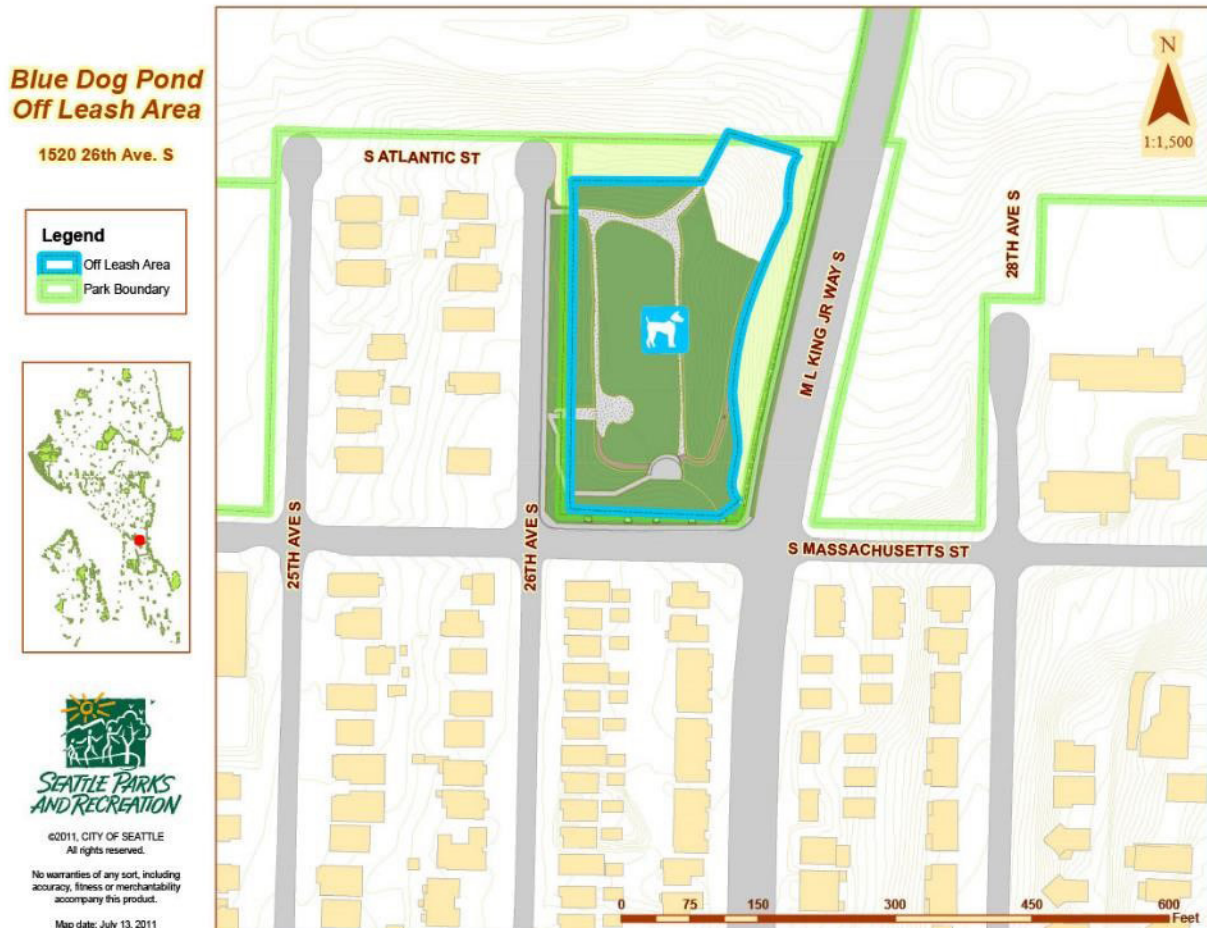 Blue Dog Pond
Off Leash Area
1520 26th Ave. S
Legend
Off Leash Area
Park Boundary
SEATTLE PARKS
AND RECREATION
©2011, CITY OF SEATTLE
All rights reserved.
No warranties of any sort, including
accuracy, fitness or merchantability
accompany this product.
Map date: July 13, 2011
N
1:1,500
S ATLANTIC ST
25TH AVE S
26TH AVE S
M L KING JR WAY S
28TH AVE S
S MASSACHUSETTS ST
0 75 150 300 450 600
Feet